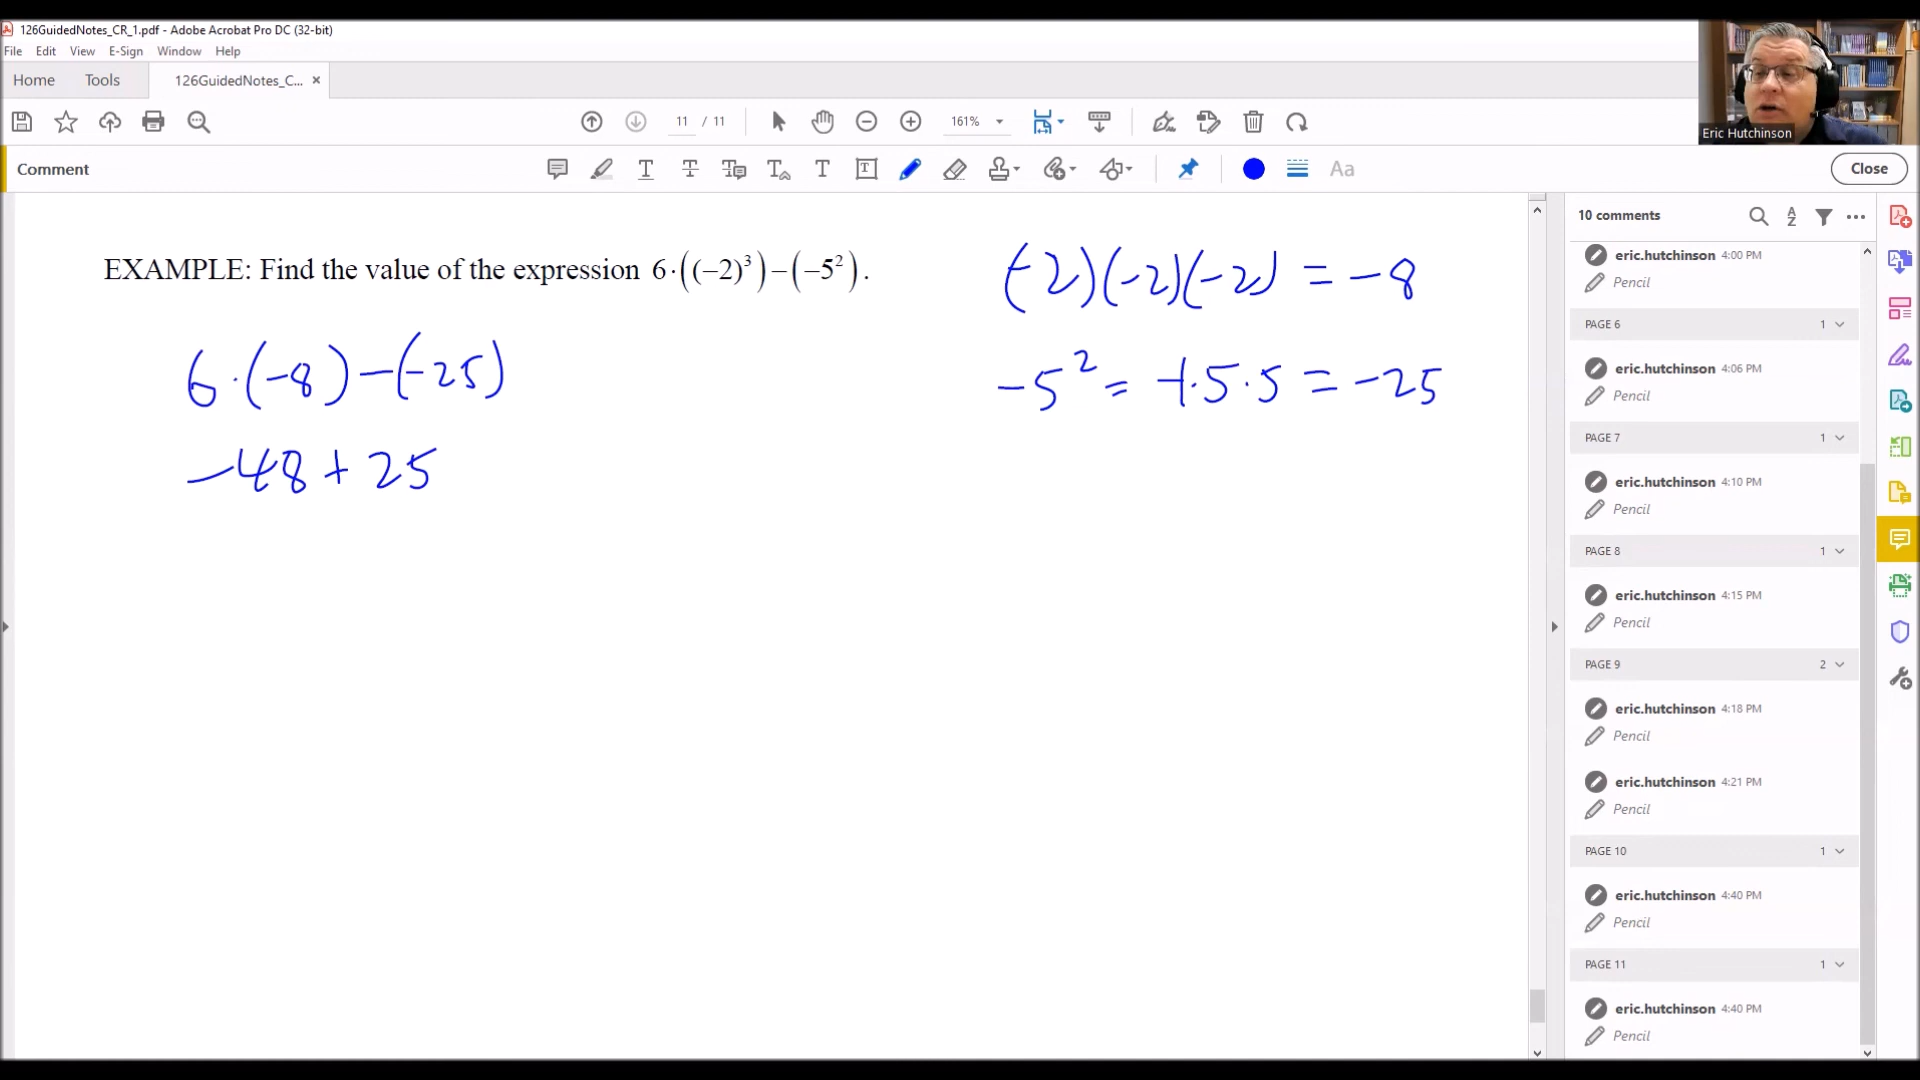 126GuidedNotes_CR_1.pdf - Adobe Acrobat Pro DC (32-bit)
File Edit View E-Sign Window Help
Home Tools 126GuidedNotes_C... ×
11 / 11 161%
Comment Aa Close
Eric Hutchinson
EXAMPLE: Find the value of the expression 6·((−2)³)−(−5²).
6·(−8)−(−25)
−48+25
(−2)(−2)(−2) = −8
−5² = −1·5·5 = −25
10 comments
eric.hutchinson 4:00 PM
Pencil
PAGE 6 1
eric.hutchinson 4:06 PM
Pencil
PAGE 7 1
eric.hutchinson 4:10 PM
Pencil
PAGE 8 1
eric.hutchinson 4:15 PM
Pencil
PAGE 9 2
eric.hutchinson 4:18 PM
Pencil
eric.hutchinson 4:21 PM
Pencil
PAGE 10 1
eric.hutchinson 4:40 PM
Pencil
PAGE 11 1
eric.hutchinson 4:40 PM
Pencil